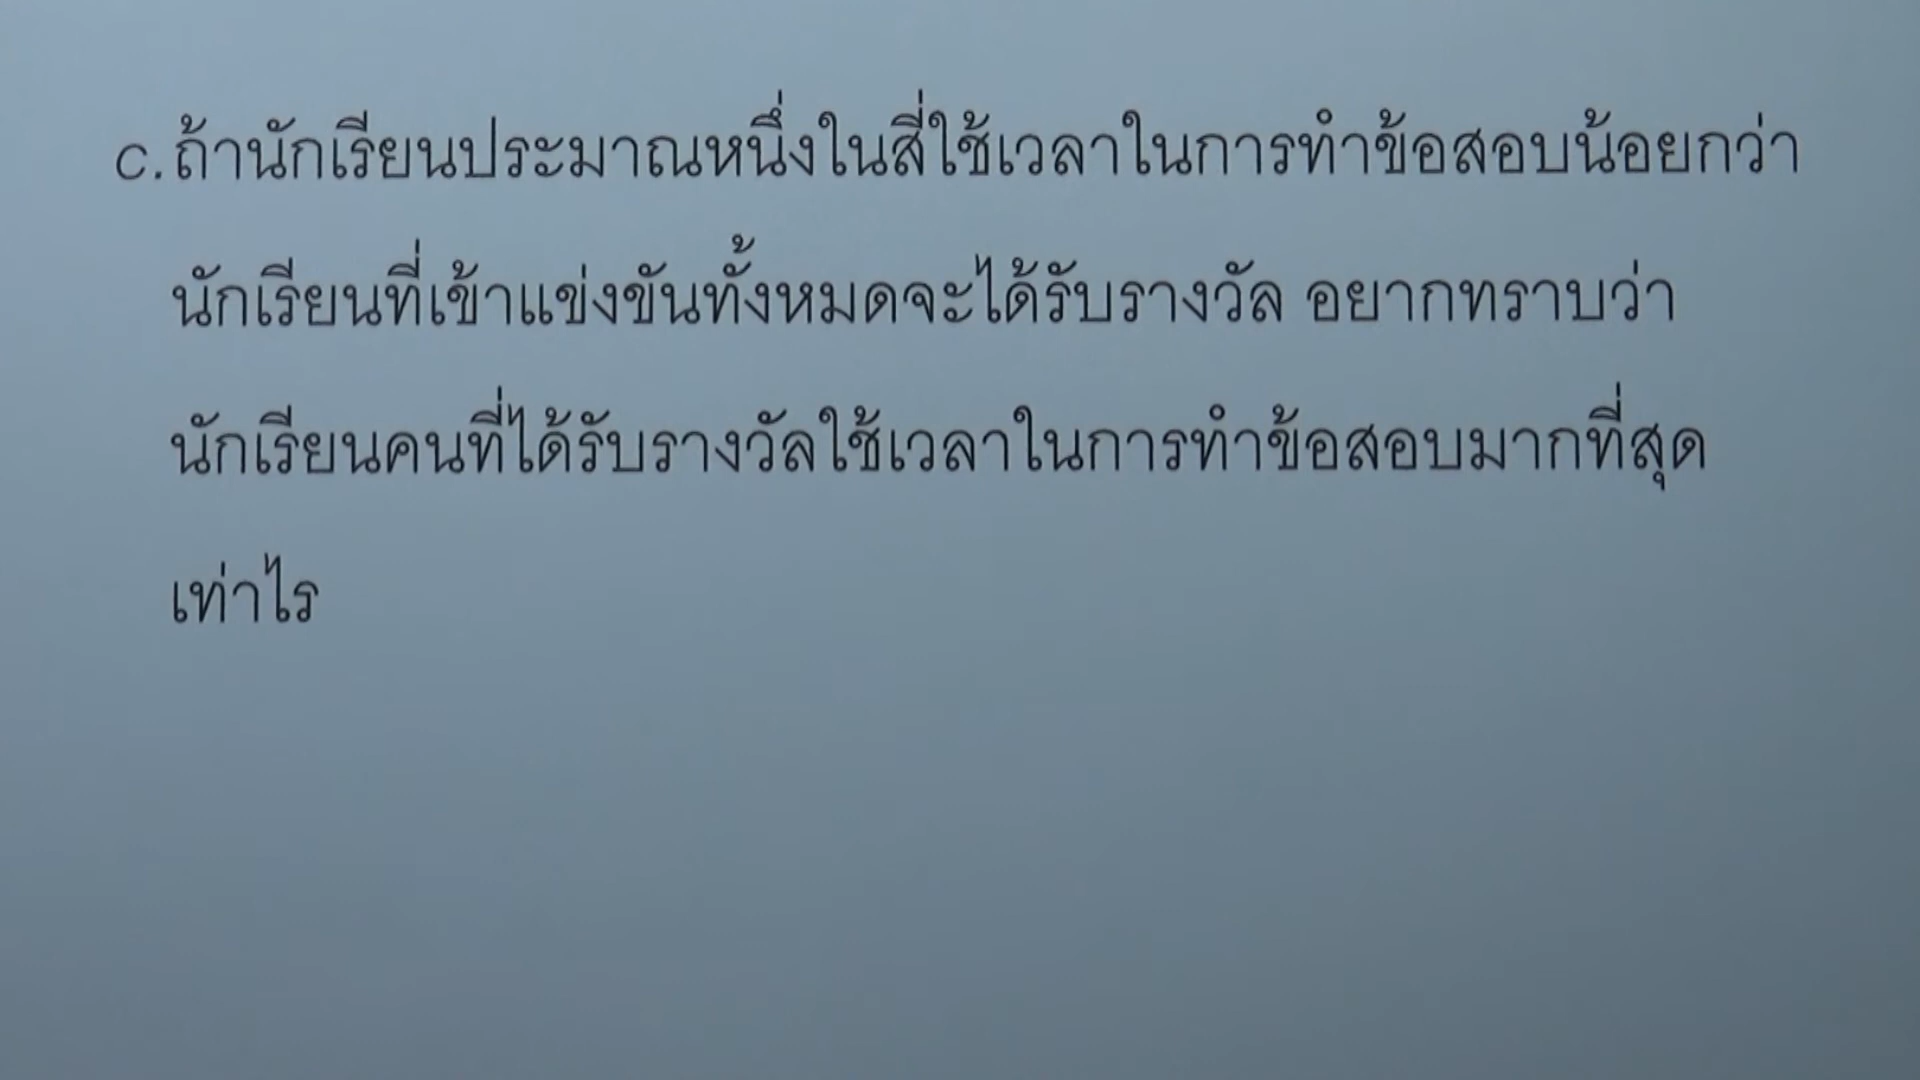 c.ถ้านักเรียนประมาณหนึ่งในสี่ใช้เวลาในการทำข้อสอบน้อยกว่า
นักเรียนที่เข้าแข่งขันทั้งหมดจะได้รับรางวัล อยากทราบว่า
นักเรียนคนที่ได้รับรางวัลใช้เวลาในการทำข้อสอบมากที่สุด
เท่าไร